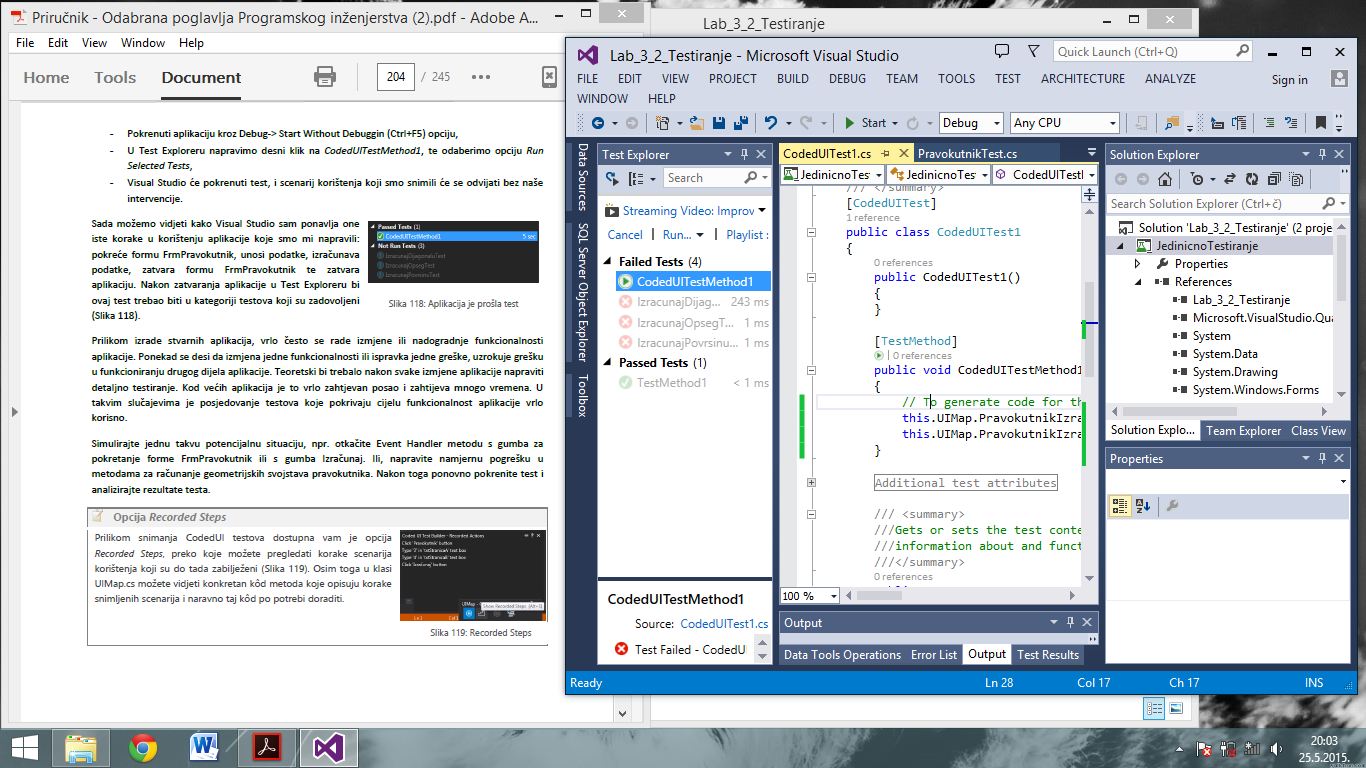 Priručnik - Odabrana poglavlja Programskog inženjerstva (2).pdf - Adobe A...
File Edit View Window Help
Home Tools Document 204 / 245
- Pokrenuti aplikaciju kroz Debug-> Start Without Debuggin (Ctrl+F5) opciju,
- U Test Exploreru napravimo desni klik na CodedUITestMethod1, te odaberimo opciju Run
Selected Tests,
- Visual Studio će pokrenuti test, i scenarij korištenja koji smo snimili će se odvijati bez naše
intervencije.
Sada možemo vidjeti kako Visual Studio sam ponavlja one
iste korake u korištenju aplikacije koje smo mi napravili:
pokreće formu FrmPravokutnik, unosi podatke, izračunava
podatke, zatvara formu FrmPravokutnik te zatvara
aplikaciju. Nakon zatvaranja aplikacije u Test Exploreru bi
ovaj test trebao biti u kategoriji testova koji su zadovoljeni
(Slika 118).
Passed Tests (1)
CodedUITestMethod1 5 sec
Not Run Tests (3)
IzracunajDijagonaluTest
IzracunajOpsegTest
IzracunajPovrsinuTest
Slika 118: Aplikacija je prošla test
Prilikom izrade stvarnih aplikacija, vrlo često se rade izmjene ili nadogradnje funkcionalnosti
aplikacije. Ponekad se desi da izmjena jedne funkcionalnosti ili ispravka jedne greške, uzrokuje grešku
u funkcioniranju drugog dijela aplikacije. Teoretski bi trebalo nakon svake izmjene aplikacije napraviti
detaljno testiranje. Kod većih aplikacija je to vrlo zahtjevan posao i zahtijeva mnogo vremena. U
takvim slučajevima je posjedovanje testova koje pokrivaju cijelu funkcionalnost aplikacije vrlo
korisno.
Simulirajte jednu takvu potencijalnu situaciju, npr. otkačite Event Handler metodu s gumba za
pokretanje forme FrmPravokutnik ili s gumba Izračunaj. Ili, napravite namjernu pogrešku u
metodama za računanje geometrijskih svojstava pravokutnika. Nakon toga ponovno pokrenite test i
analizirajte rezultate testa.
Opcija Recorded Steps
Prilikom snimanja CodedUI testova dostupna vam je opcija
Recorded Steps, preko koje možete pregledati korake scenarija
korištenja koji su do tada zabilježeni (Slika 119). Osim toga u klasi
UIMap.cs možete vidjeti konkretan kôd metoda koje opisuju korake
snimljenih scenarija i naravno taj kôd po potrebi doraditi.
Coded UI Test Builder - Recorded Actions
Click 'Pravokutnik' button
Click 'Izračunaj' button
UIMap
Show Recorded Steps (Alt+S)
Slika 119: Recorded Steps
Lab_3_2_Testiranje
Lab_3_2_Testiranje - Microsoft Visual Studio
Quick Launch (Ctrl+Q)
FILE EDIT VIEW PROJECT BUILD DEBUG TEAM TOOLS TEST ARCHITECTURE ANALYZE
Sign in
WINDOW HELP
Start Debug Any CPU
Data Sources
SQL Server Object Explorer
Toolbox
Test Explorer
Search
Streaming Video: Improv
Cancel | Run... | Playlist :
Failed Tests (4)
CodedUITestMethod1
IzracunajDijag... 243 ms
IzracunajOpsegT... 1 ms
IzracunajPovrsinu... 1 ms
Passed Tests (1)
TestMethod1 < 1 ms
CodedUITestMethod1
Source: CodedUITest1.cs
Test Failed - CodedUI
CodedUITest1.cs PravokutnikTest.cs
JedinicnoTes JedinicnoTes CodedUITestI
/// </summary>
[CodedUITest]
1 reference
public class CodedUITest1
{
0 references
public CodedUITest1()
{
}
[TestMethod]
| 0 references
public void CodedUITestMethod1
{
// To generate code for th
this.UIMap.PravokutnikIzra
this.UIMap.PravokutnikIzra
}
Additional test attributes
/// <summary>
///Gets or sets the test conte
///information about and funct
///</summary>
0 references
100 %
Output
Data Tools Operations Error List Output Test Results
Solution Explorer
Search Solution Explorer (Ctrl+č)
Solution 'Lab_3_2_Testiranje' (2 proje
JedinicnoTestiranje
Properties
References
Lab_3_2_Testiranje
Microsoft.VisualStudio.Qua
System
System.Data
System.Drawing
System.Windows.Forms
Solution Explo... Team Explorer Class View
Properties
Ready Ln 28 Col 17 Ch 17 INS
20:03
25.5.2015.